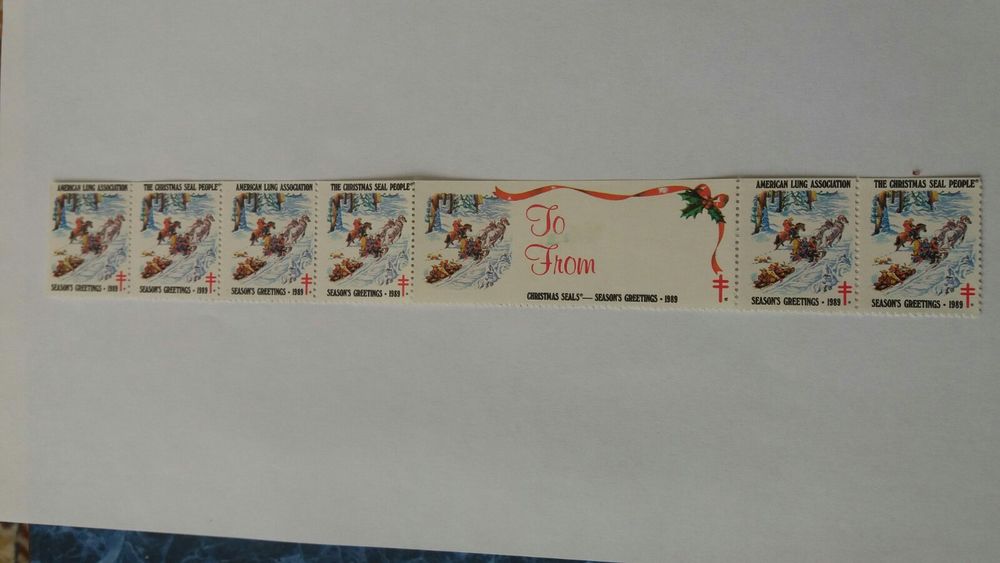 AMERICAN LUNG ASSOCIATION
SEASON'S GREETINGS • 1989
THE CHRISTMAS SEAL PEOPLE®
SEASON'S GREETINGS • 1989
AMERICAN LUNG ASSOCIATION
SEASON'S GREETINGS • 1989
THE CHRISTMAS SEAL PEOPLE®
SEASON'S GREETINGS • 1989
To
From
CHRISTMAS SEALS®— SEASON'S GREETINGS • 1989
AMERICAN LUNG ASSOCIATION
SEASON'S GREETINGS • 1989
THE CHRISTMAS SEAL PEOPLE®
SEASON'S GREETINGS • 1989